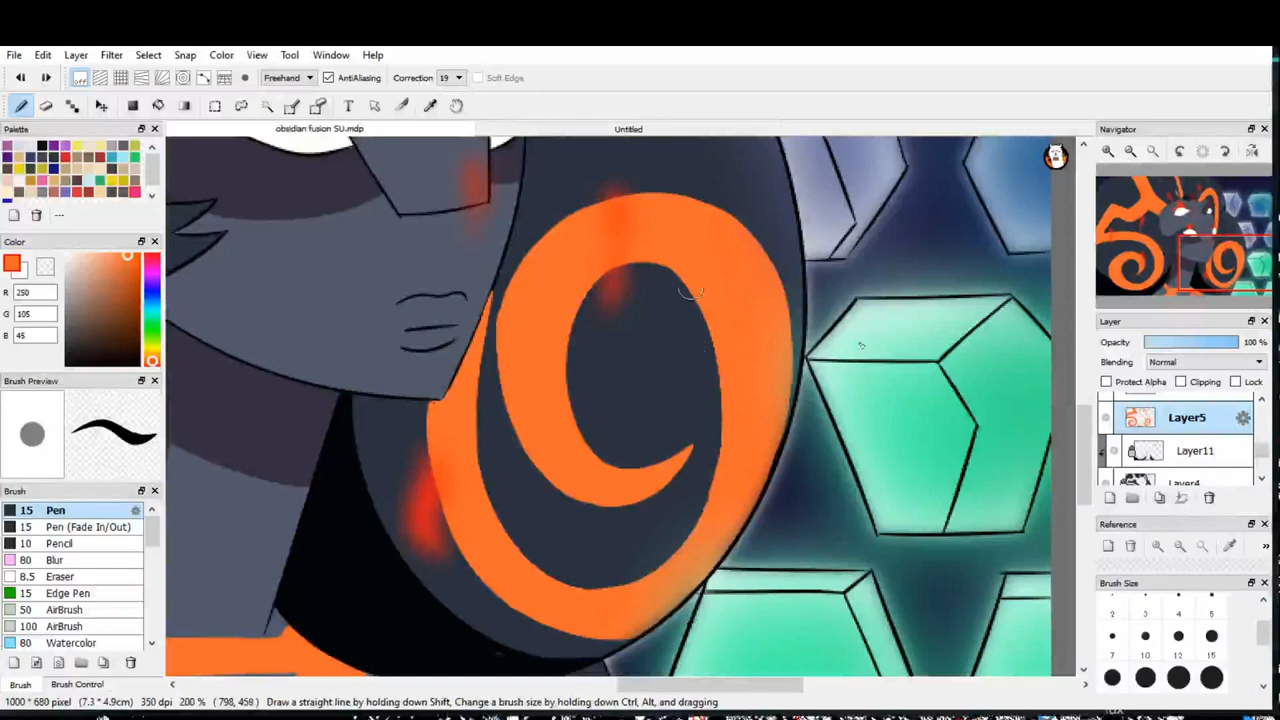 File Edit View Layer Filter Select Snap Color View Tool Window Help
off Freehand AntiAliasing Correction 19 Soft Edge
Palette
obsidian fusion SU.mdp
Untitled
Navigator
Color
R 250
G 105
B 45
Brush Preview
Brush
15 Pen
15 Pen (Fade In/Out)
10 Pencil
80 Blur
8.5 Eraser
15 Edge Pen
50 AirBrush
100 AirBrush
80 Watercolor
Brush Brush Control
Layer
Opacity 100 %
Blending Normal
Protect Alpha Clipping Lock
Layer5
Layer11
Layer4
Reference
»
Brush Size
2 3 4 5
7 10 12 15
1000 * 680 pixel (7.3 * 4.9cm) 350 dpi 200 % ( 798, 459 ) Draw a straight line by holding down Shift, Change a brush size by holding down Ctrl, Alt, and dragging